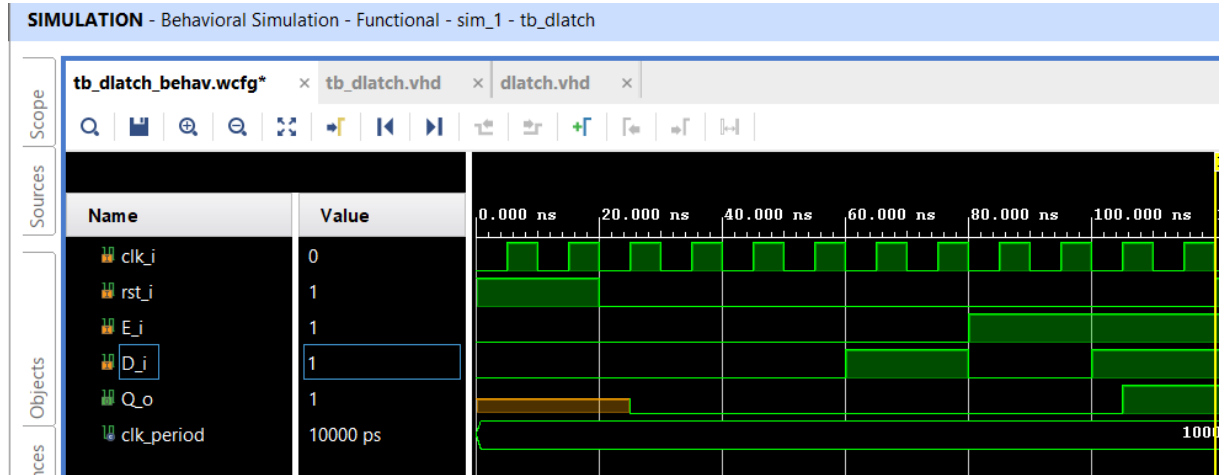 SIMULATION - Behavioral Simulation - Functional - sim_1 - tb_dlatch
Scope
Sources
Objects
tb_dlatch_behav.wcfg* × tb_dlatch.vhd × dlatch.vhd ×
Name Value
0.000 ns 20.000 ns 40.000 ns 60.000 ns 80.000 ns 100.000 ns
clk_i 0
rst_i 1
E_i 1
D_i 1
Q_o 1
clk_period 10000 ps 1000